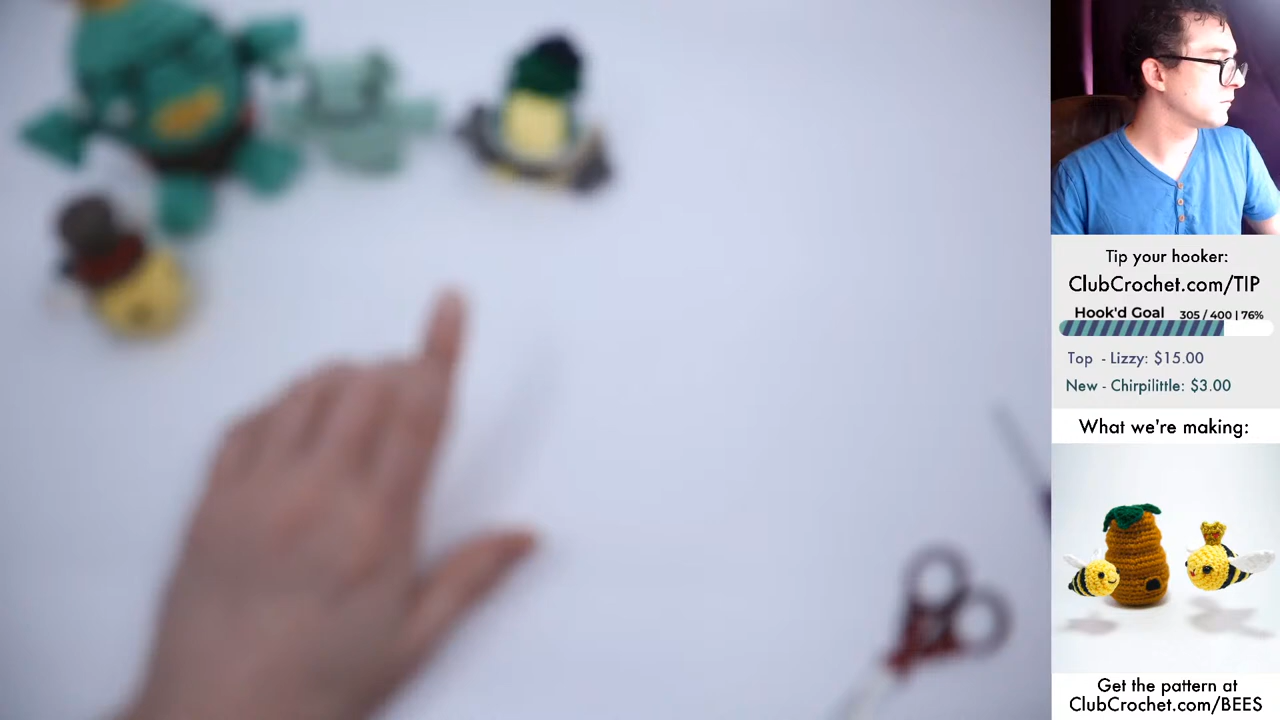 Tip your hooker:
ClubCrochet.com/TIP
Hook'd Goal 305 / 400 | 76%
Top - Lizzy: $15.00
New - Chirpilittle: $3.00
What we're making:
Get the pattern at
ClubCrochet.com/BEES